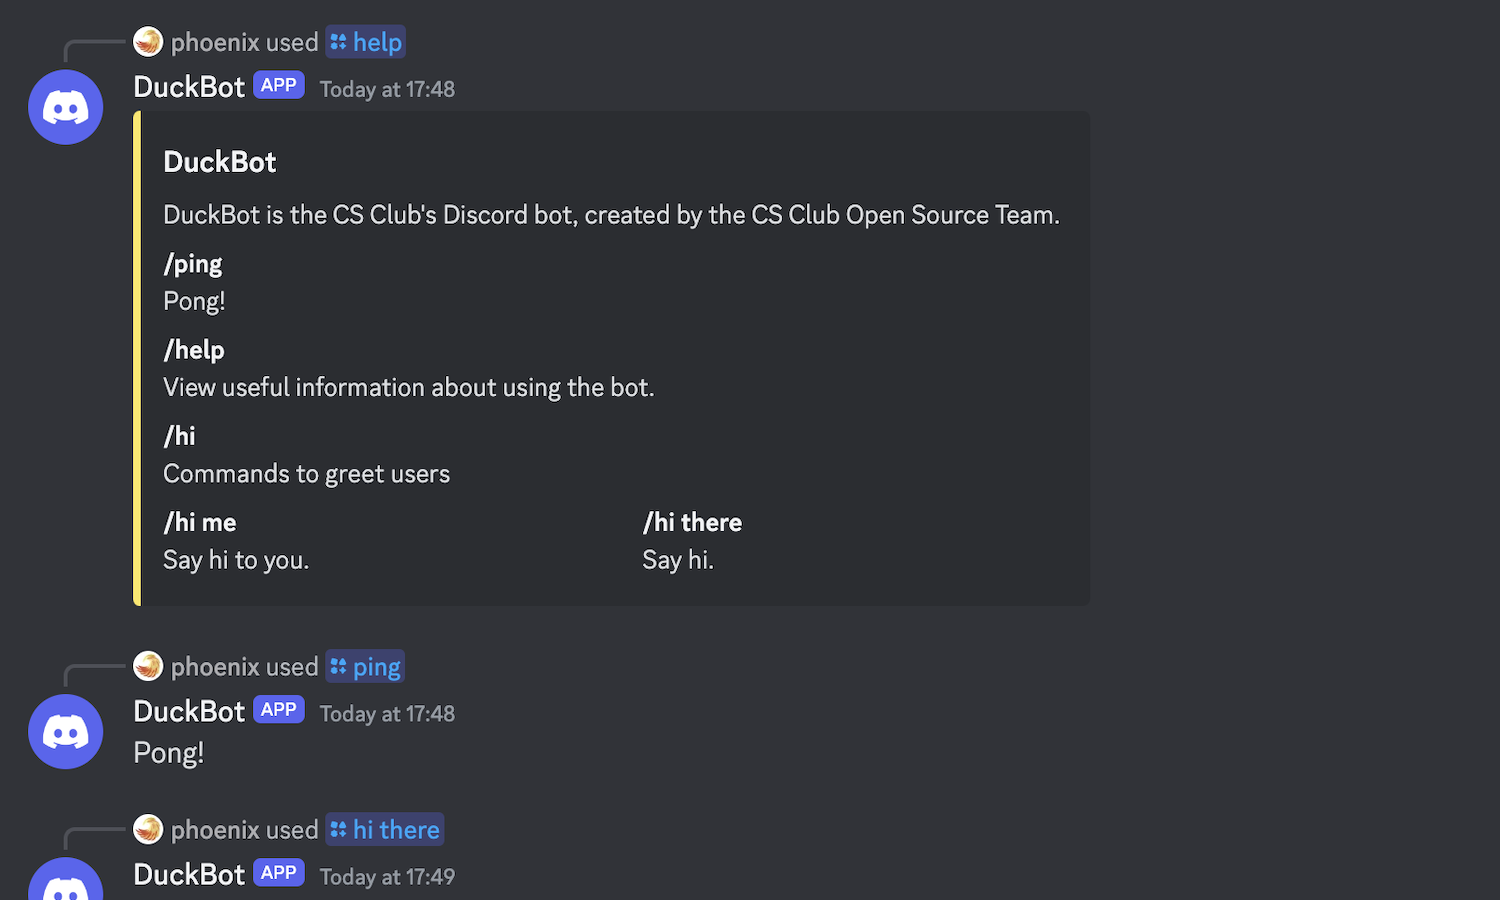 phoenix used help
DuckBot APP Today at 17:48
DuckBot
DuckBot is the CS Club's Discord bot, created by the CS Club Open Source Team.
/ping
Pong!
/help
View useful information about using the bot.
/hi
Commands to greet users
/hi me /hi there
Say hi to you. Say hi.
phoenix used ping
DuckBot APP Today at 17:48
Pong!
phoenix used hi there
DuckBot APP Today at 17:49